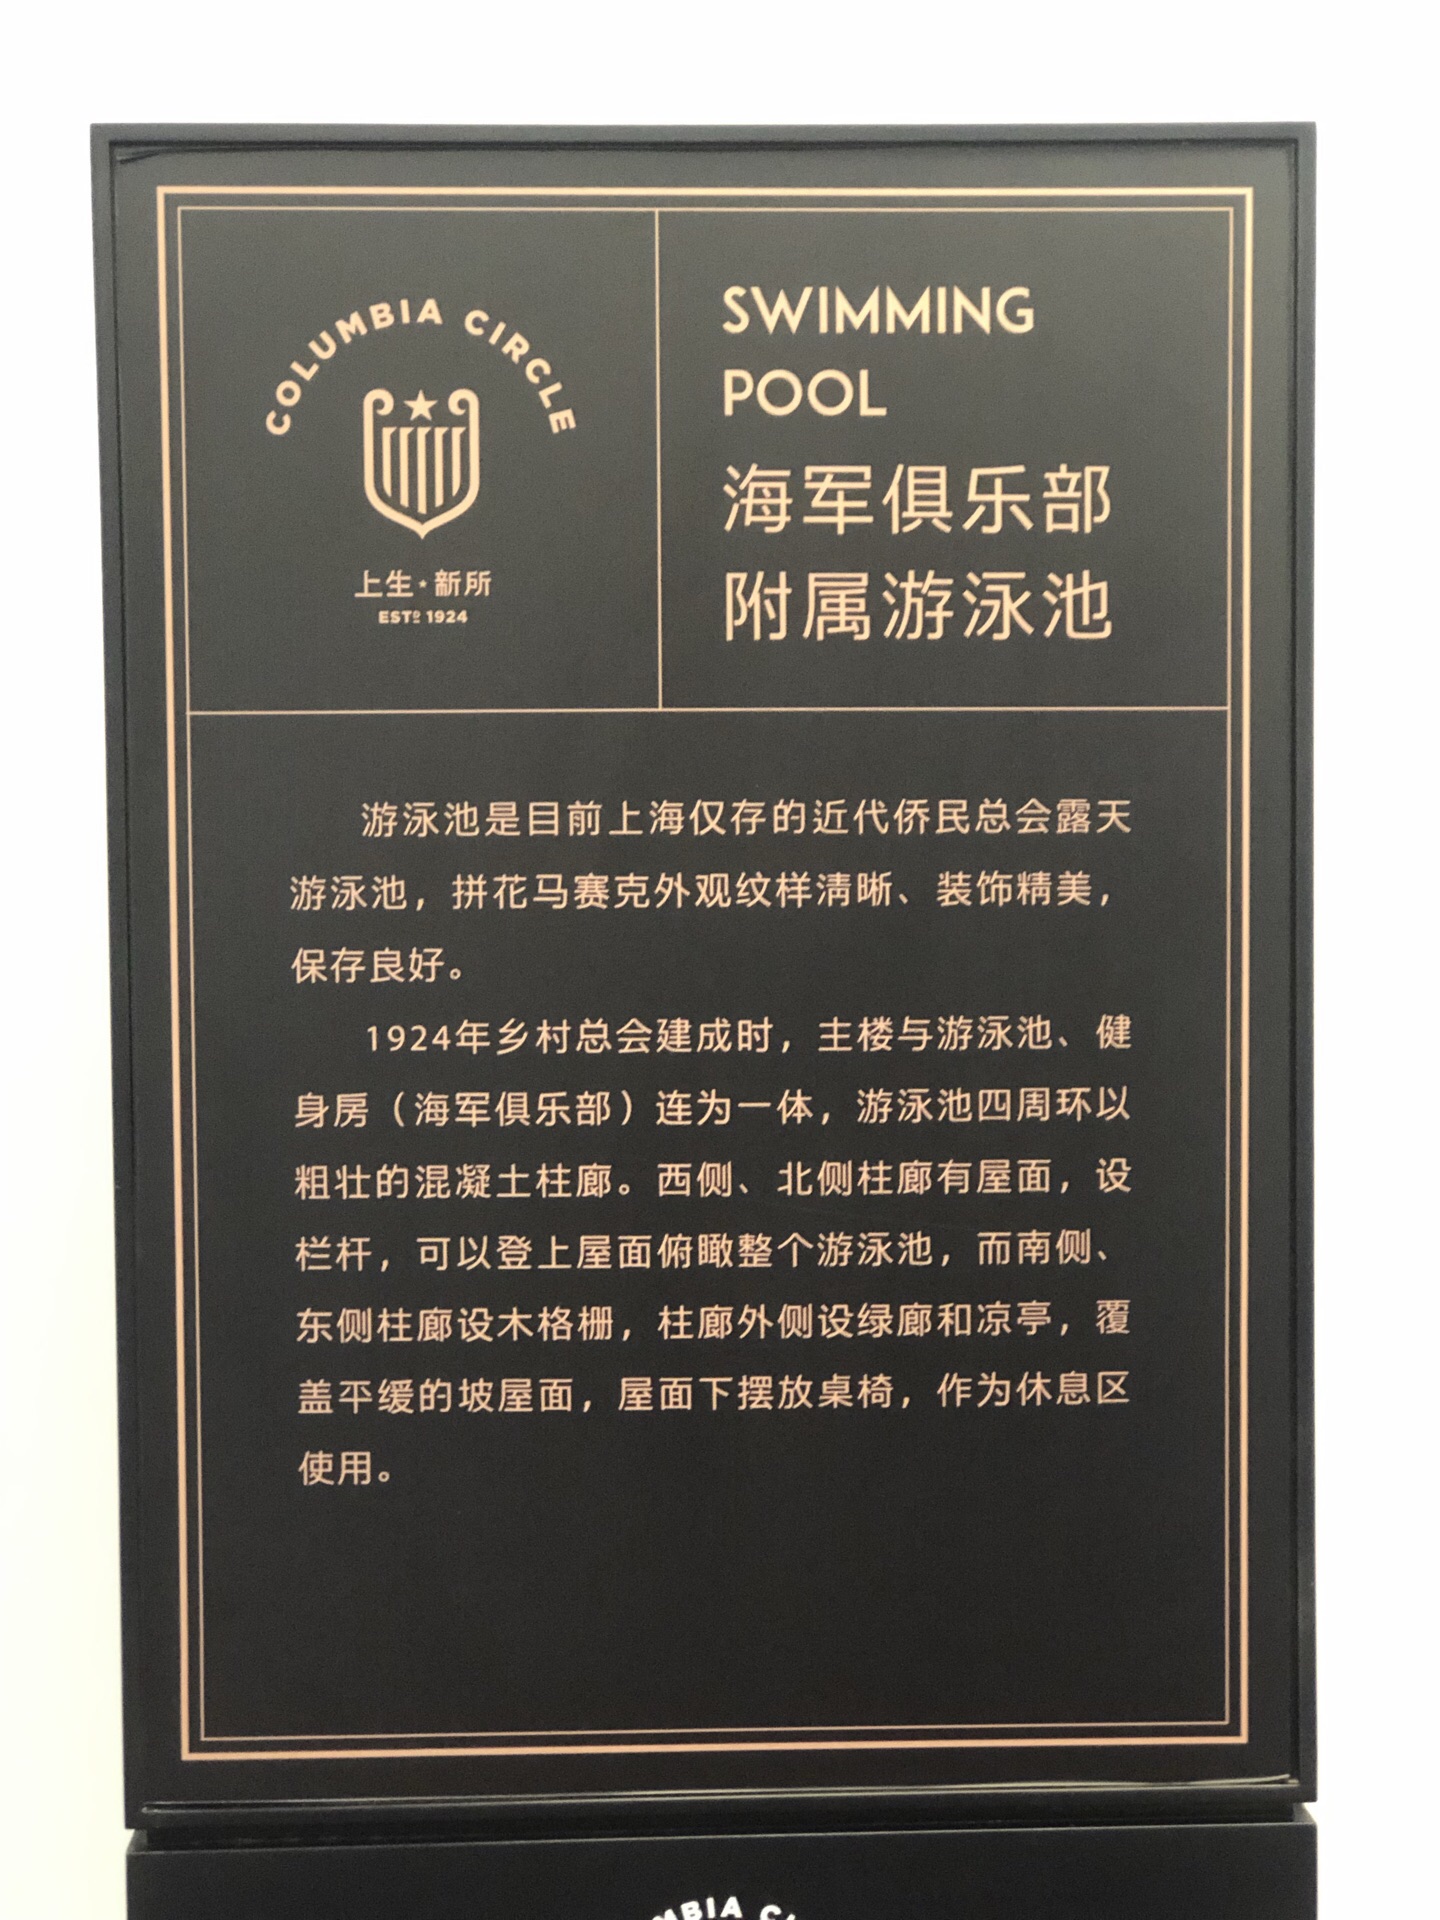 COLUMBIA CIRCLE
上生·新所
ESTD 1924
SWIMMING
POOL
海军俱乐部
附属游泳池
游泳池是目前上海仅存的近代侨民总会露天
游泳池，拼花马赛克外观纹样清晰、装饰精美，
保存良好。
1924年乡村总会建成时，主楼与游泳池、健
身房（海军俱乐部）连为一体，游泳池四周环以
粗壮的混凝土柱廊。西侧、北侧柱廊有屋面，设
栏杆，可以登上屋面俯瞰整个游泳池，而南侧、
东侧柱廊设木格栅，柱廊外侧设绿廊和凉亭，覆
盖平缓的坡屋面，屋面下摆放桌椅，作为休息区
使用。
MBIA CI